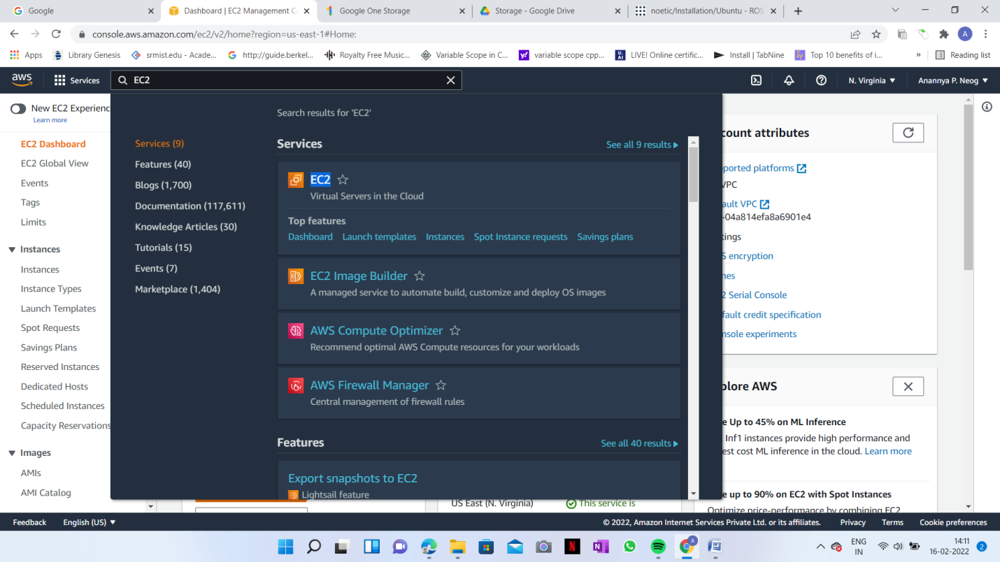 Google
Dashboard | EC2 Management C
Google One Storage
Storage - Google Drive
noetic/Installation/Ubuntu - ROS
console.aws.amazon.com/ec2/v2/home?region=us-east-1#Home:
A
Apps
Library Genesis
srmist.edu - Acade...
http://guide.berkel...
Royalty Free Music...
Variable Scope in C...
variable scope cpp...
LIVE! Online certific...
Install | TabNine
Top 10 benefits of i...
»
Reading list
aws
Services
EC2
N. Virginia ▼
Anannya P. Neog ▼
New EC2 Experienc
Learn more
EC2 Dashboard
EC2 Global View
Events
Tags
Limits
Instances
Instances
Instance Types
Launch Templates
Spot Requests
Savings Plans
Reserved Instances
Dedicated Hosts
Scheduled Instances
Capacity Reservations
Images
AMIs
AMI Catalog
Search results for 'EC2'
Services (9)
Features (40)
Blogs (1,700)
Documentation (117,611)
Knowledge Articles (30)
Tutorials (15)
Events (7)
Marketplace (1,404)
Services
See all 9 results
EC2
Virtual Servers in the Cloud
Top features
Dashboard Launch templates Instances Spot Instance requests Savings plans
EC2 Image Builder
A managed service to automate build, customize and deploy OS images
AWS Compute Optimizer
Recommend optimal AWS Compute resources for your workloads
AWS Firewall Manager
Central management of firewall rules
Features
See all 40 results
Export snapshots to EC2
Lightsail feature
US East (N. Virginia)
This service is
count attributes
ported platforms
VPC
ault VPC
-04a814efa8a6901e4
tings
S encryption
nes
2 Serial Console
fault credit specification
nsole experiments
plore AWS
e Up to 45% on ML Inference
Inf1 instances provide high performance and
est cost ML inference in the cloud. Learn more
e up to 90% on EC2 with Spot Instances
Optimize price-performance by combining EC2
Feedback
English (US) ▼
© 2022, Amazon Internet Services Private Ltd. or its affiliates.
Privacy
Terms
Cookie preferences
ENG
IN
14:11
16-02-2022
2